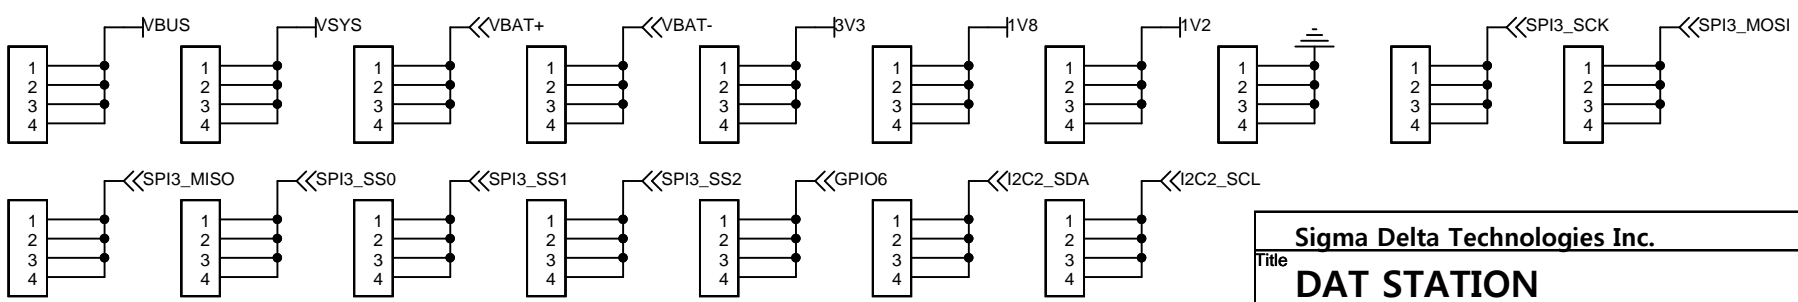 VBUS VSYS VBAT+ VBAT- 3V3 1V8 1V2 SPI3_SCK SPI3_MOSI
1 1 1 1 1 1 1 1 1 1
2 2 2 2 2 2 2 2 2 2
3 3 3 3 3 3 3 3 3 3
4 4 4 4 4 4 4 4 4 4
SPI3_MISO SPI3_SS0 SPI3_SS1 SPI3_SS2 GPIO6 I2C2_SDA I2C2_SCL
1 1 1 1 1 1 1
2 2 2 2 2 2 2
3 3 3 3 3 3 3
4 4 4 4 4 4 4
Sigma Delta Technologies Inc.
Title
DAT STATION